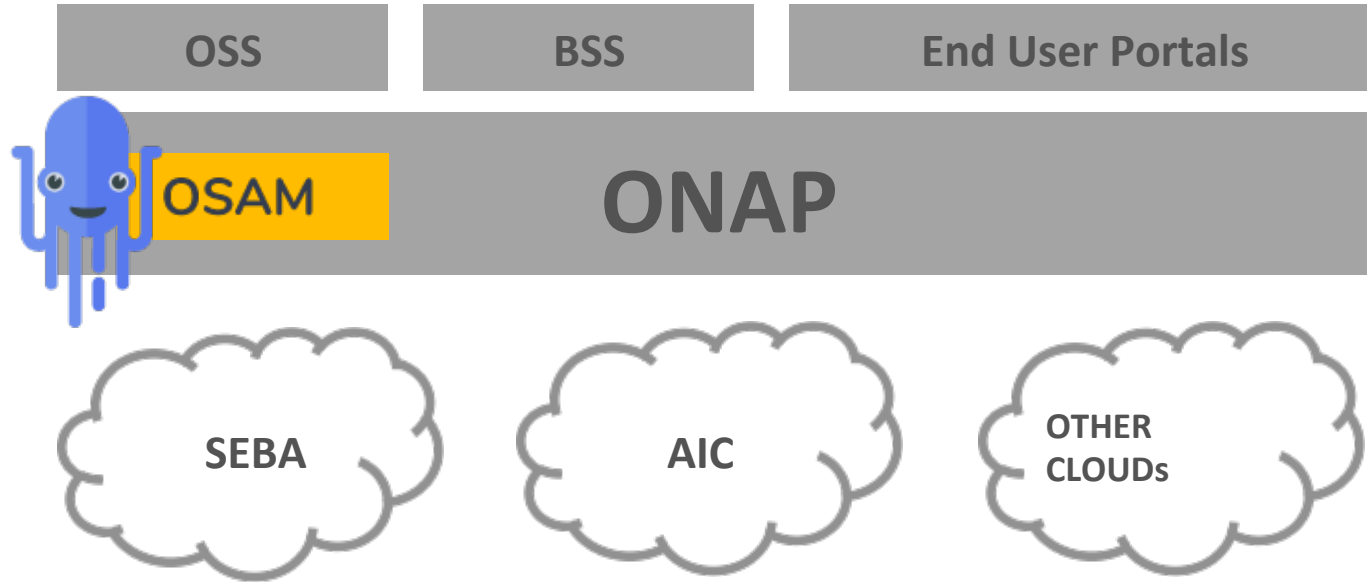 OSS
BSS
End User Portals
OSAM
ONAP
SEBA
AIC
OTHER
CLOUDs